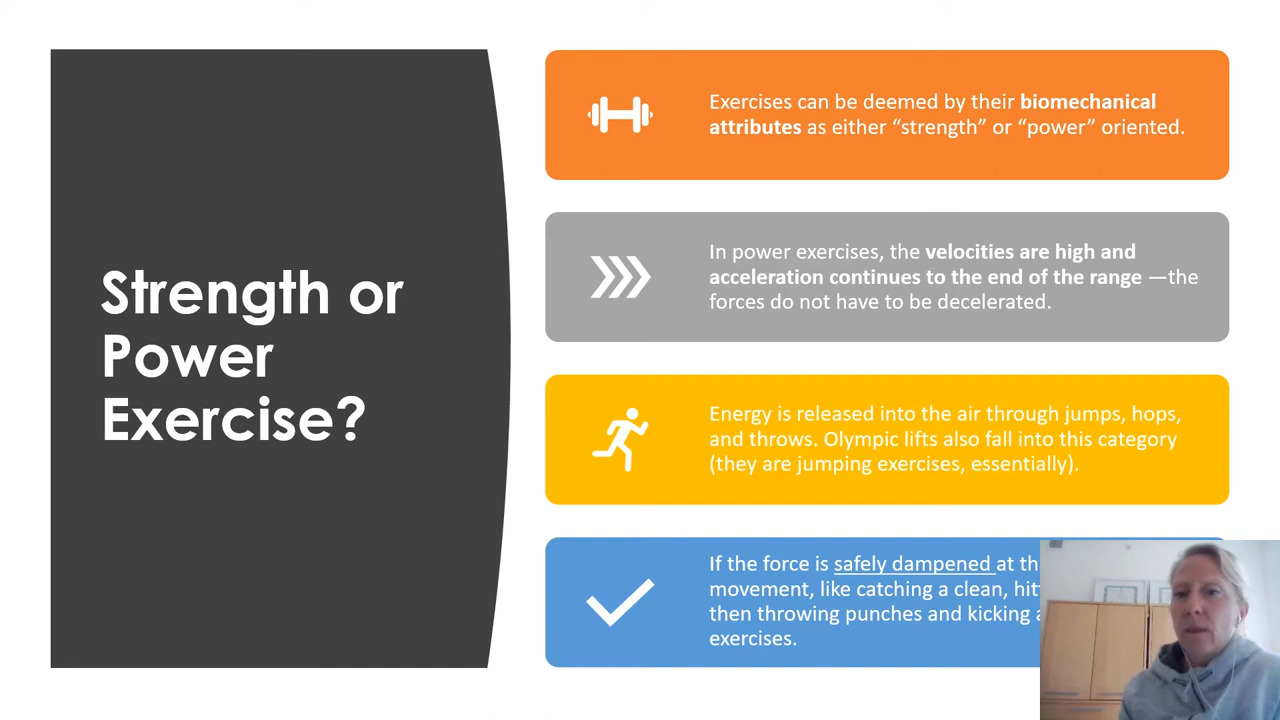 Strength or
Power
Exercise?
Exercises can be deemed by their biomechanical
attributes as either “strength” or “power” oriented.
In power exercises, the velocities are high and
acceleration continues to the end of the range —the
forces do not have to be decelerated.
Energy is released into the air through jumps, hops,
and throws. Olympic lifts also fall into this category
(they are jumping exercises, essentially).
If the force is safely dampened at
movement, like catching a clean,
then throwing punches and kicking
exercises.